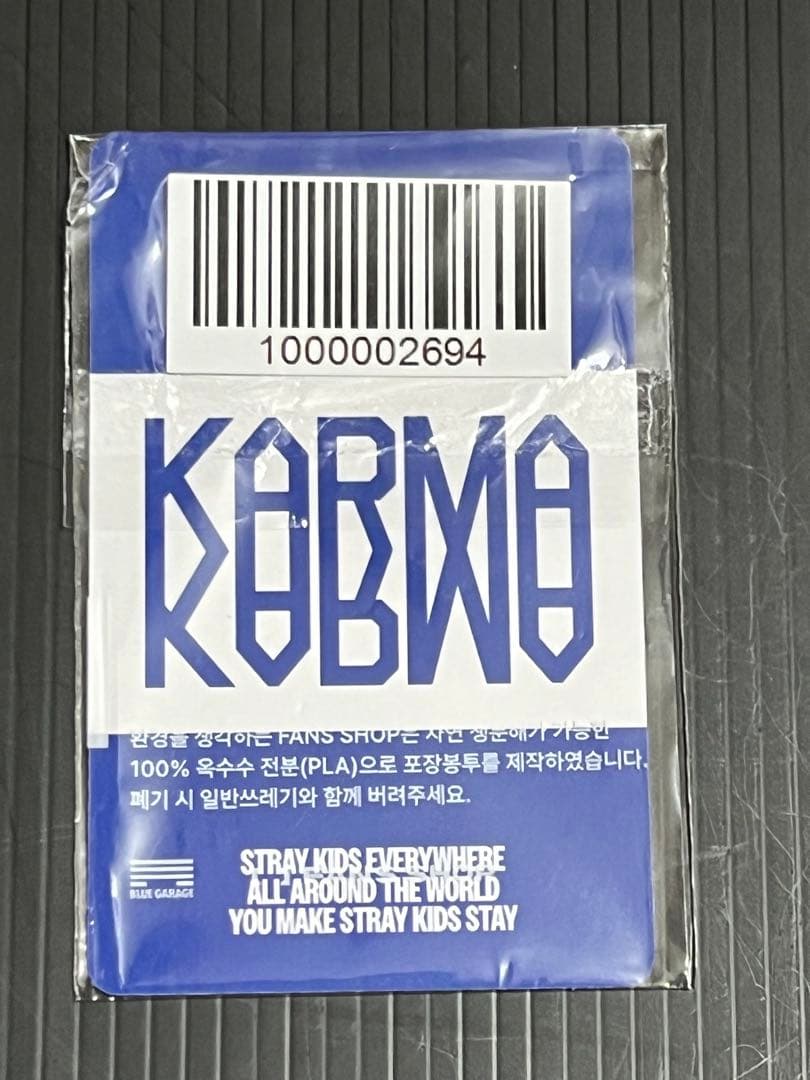 1000002694
KARMA
환경을 생각하는 FANS SHOP은 자연 생분해가 가능한
100% 옥수수 전분(PLA)으로 포장봉투를 제작하였습니다.
폐기 시 일반쓰레기와 함께 버려주세요.
BLUE GARAGE
STRAY KIDS EVERYWHERE
ALL AROUND THE WORLD
YOU MAKE STRAY KIDS STAY